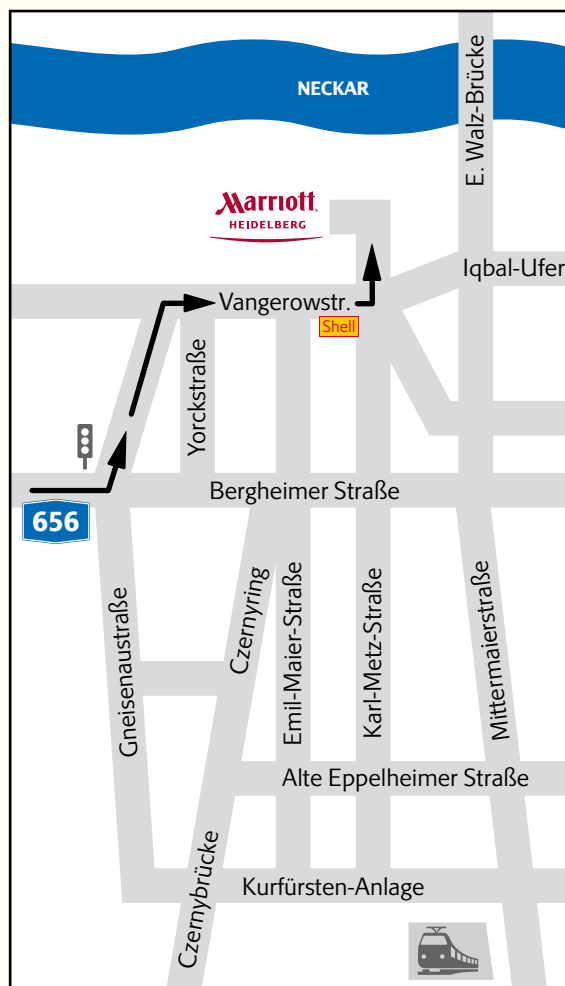 NECKAR
E. Walz-Brücke
Marriott
HEIDELBERG
Iqbal-Ufer
Vangerowstr.
Shell
Yorckstraße
Bergheimer Straße
656
Gneisenaustraße
Czernyring
Emil-Maier-Straße
Karl-Metz-Straße
Mittermaierstraße
Alte Eppelheimer Straße
Czernybrücke
Kurfürsten-Anlage